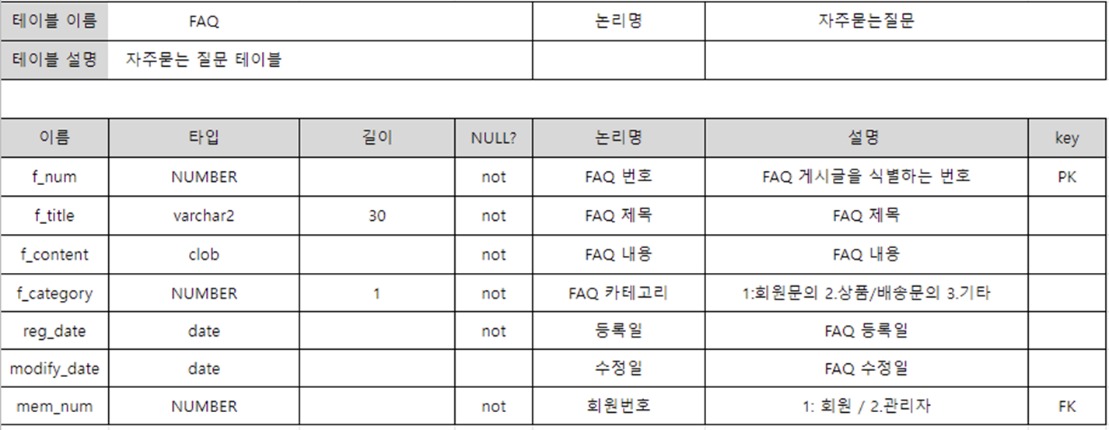 테이블 이름 FAQ 논리명 자주묻는질문
테이블 설명 자주묻는 질문 테이블
이름 타입 길이 NULL? 논리명 설명 key
f_num NUMBER not FAQ 번호 FAQ 게시글을 식별하는 번호 PK
f_title varchar2 30 not FAQ 제목 FAQ 제목
f_content clob not FAQ 내용 FAQ 내용
f_category NUMBER 1 not FAQ 카테고리 1:회원문의 2.상품/배송문의 3.기타
reg_date date not 등록일 FAQ 등록일
modify_date date 수정일 FAQ 수정일
mem_num NUMBER not 회원번호 1: 회원 / 2.관리자 FK